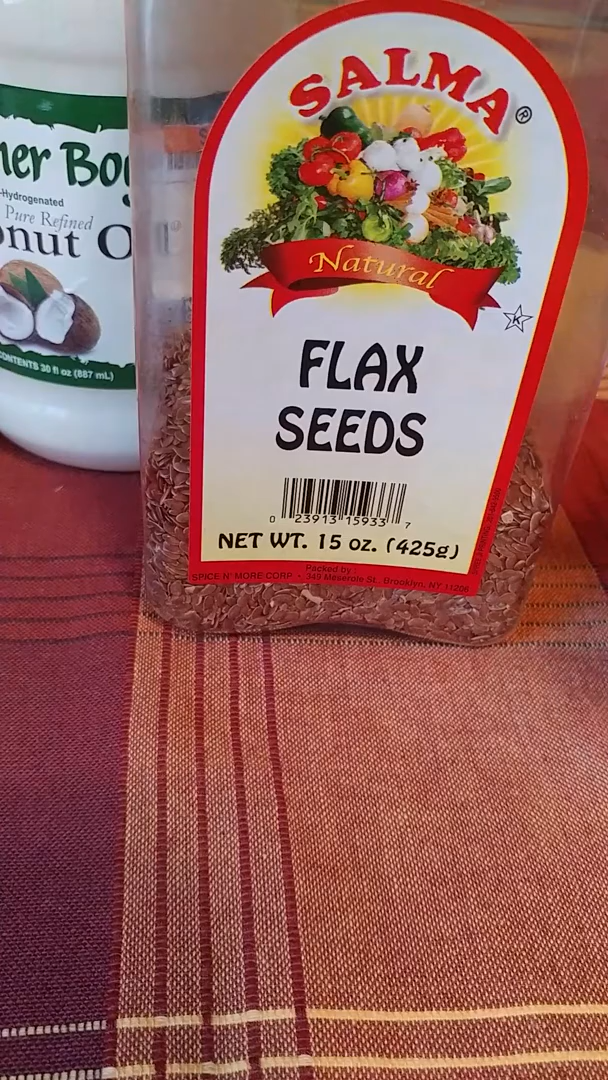 ner Boy
-Hydrogenated
Pure Refined
onut O
CONTENTS 30 fl oz (887 mL)
SALMA®
Natural
K
FLAX
SEEDS
0 23913 15933 7
NET WT. 15 oz. (425g)
Packed by:
SPICE N' MORE CORP • 349 Meserole St., Brooklyn, NY 11206